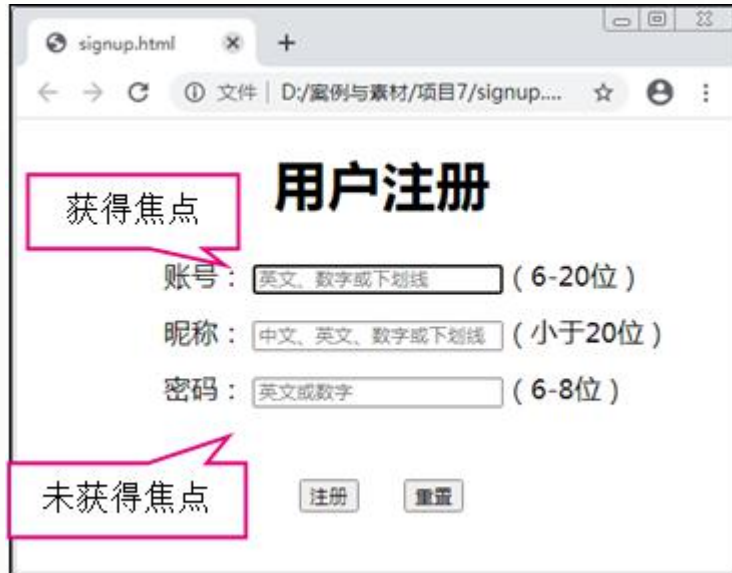 signup.html
文件 | D:/案例与素材/项目7/signup....
用户注册
获得焦点
账号： 英文、数字或下划线 （6-20位）
昵称： 中文、英文、数字或下划线 （小于20位）
密码： 英文或数字 （6-8位）
未获得焦点
注册 重置